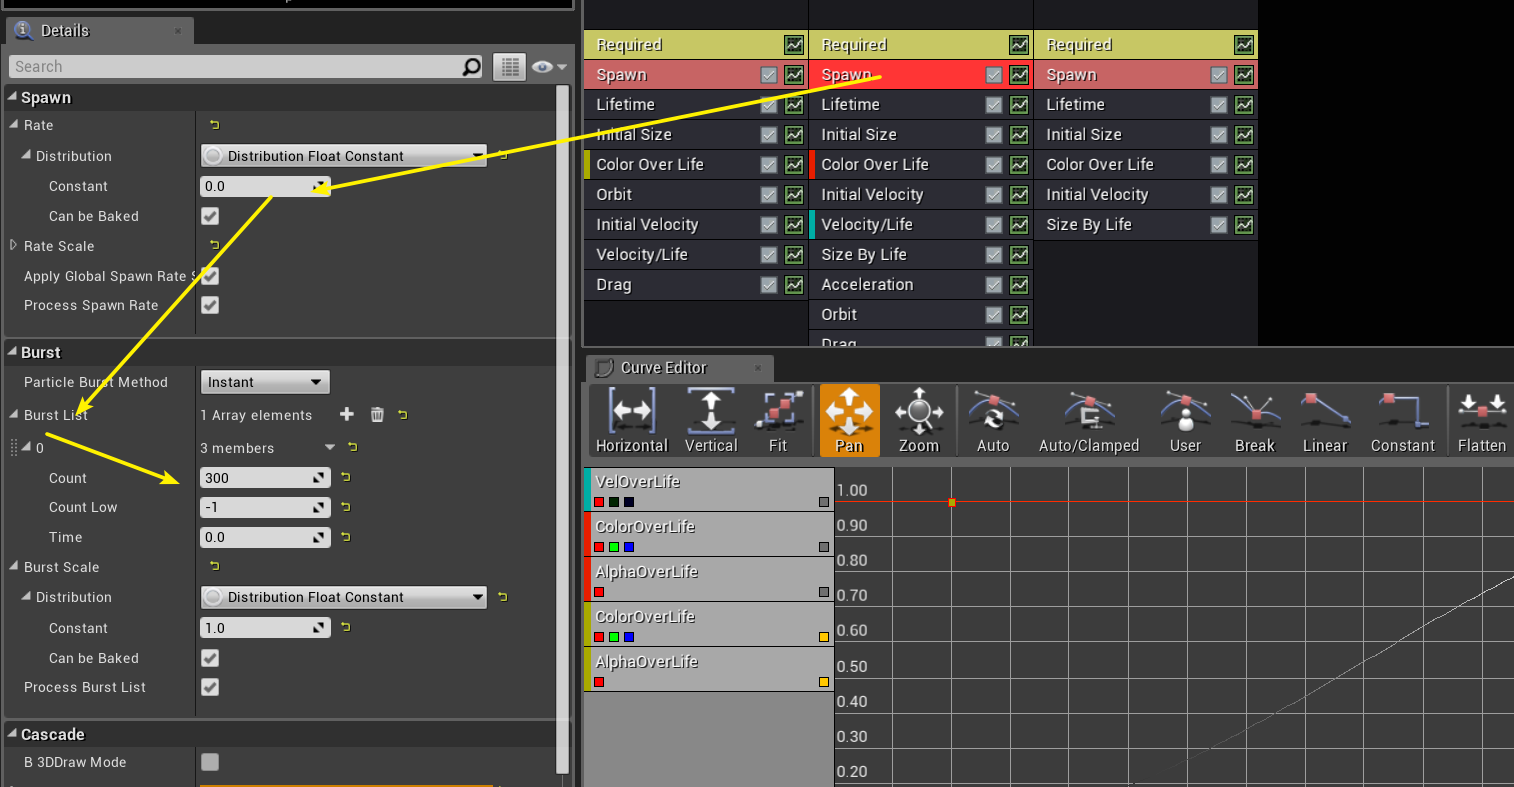 Details
Search
Spawn
Rate
Distribution
Distribution Float Constant
Constant
0.0
Can be Baked
Rate Scale
Apply Global Spawn Rate
Process Spawn Rate
Burst
Particle Burst Method
Instant
Burst List
1 Array elements
0
3 members
Count
300
Count Low
-1
Time
0.0
Burst Scale
Distribution
Distribution Float Constant
Constant
1.0
Can be Baked
Process Burst List
Cascade
B 3DDraw Mode
Required
Spawn
Lifetime
Initial Size
Color Over Life
Orbit
Initial Velocity
Velocity/Life
Drag
Required
Spawn
Lifetime
Initial Size
Color Over Life
Initial Velocity
Velocity/Life
Size By Life
Acceleration
Orbit
Drag
Required
Spawn
Lifetime
Initial Size
Color Over Life
Initial Velocity
Size By Life
Curve Editor
Horizontal
Vertical
Fit
Pan
Zoom
Auto
Auto/Clamped
User
Break
Linear
Constant
Flatten
VelOverLife
ColorOverLife
AlphaOverLife
ColorOverLife
AlphaOverLife
1.00
0.90
0.80
0.70
0.60
0.50
0.40
0.30
0.20